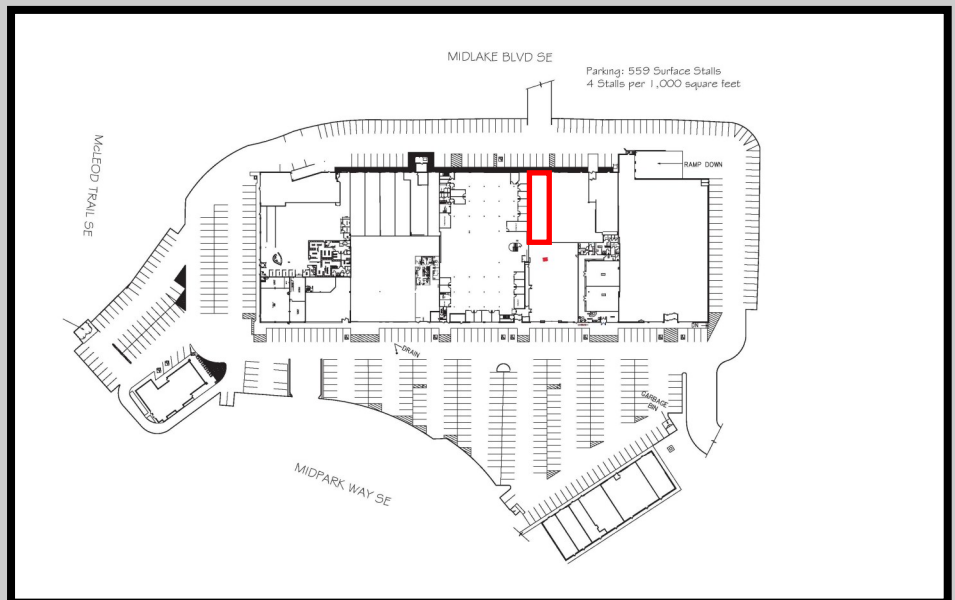 MIDLAKE BLVD SE
Parking: 559 Surface Stalls
4 Stalls per 1,000 square feet
McLEOD TRAIL SE
RAMP DOWN
DN
DRAIN
GARBAGE
BIN
MIDPARK WAY SE